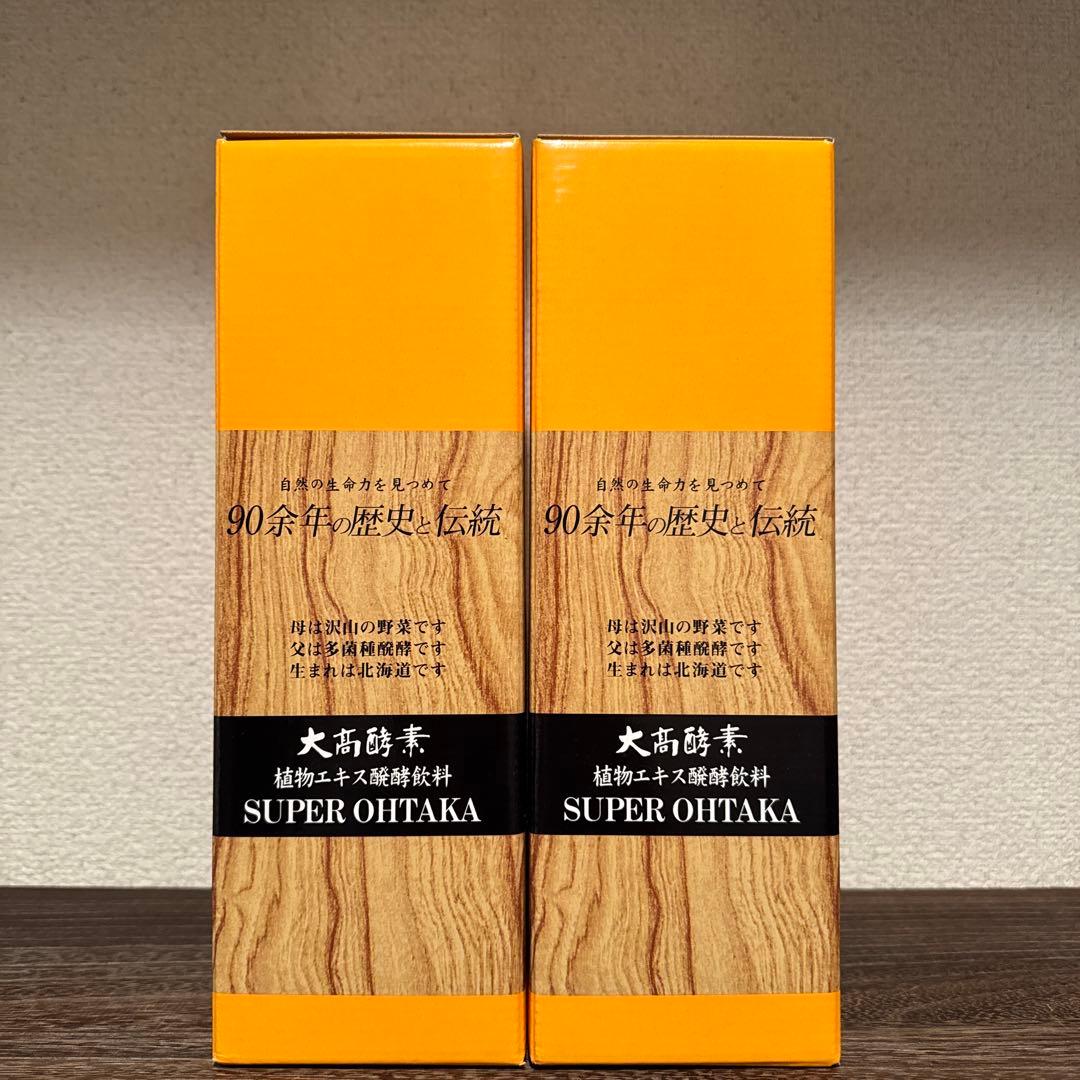 自然の生命力を見つめて
90余年の歴史と伝統
母は沢山の野菜です
父は多菌種醗酵です
生まれは北海道です
大髙酵素
植物エキス醗酵飲料
SUPER OHTAKA
自然の生命力を見つめて
90余年の歴史と伝統
母は沢山の野菜です
父は多菌種醗酵です
生まれは北海道です
大髙酵素
植物エキス醗酵飲料
SUPER OHTAKA